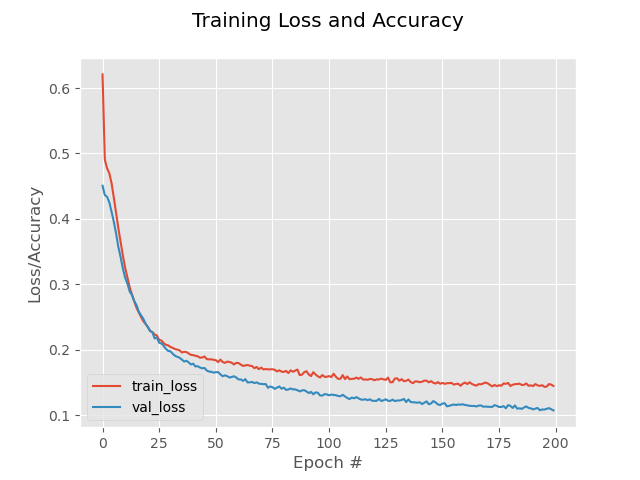 Training Loss and Accuracy
0.6
0.5
0.4
0.3
0.2
0.1
Loss/Accuracy
train_loss
val_loss
0 25 50 75 100 125 150 175 200
Epoch #